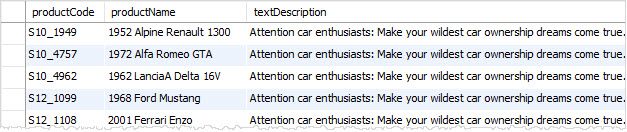 productCode productName textDescription
S10_1949 1952 Alpine Renault 1300 Attention car enthusiasts: Make your wildest car ownership dreams come true.
S10_4757 1972 Alfa Romeo GTA Attention car enthusiasts: Make your wildest car ownership dreams come true.
S10_4962 1962 LanciaA Delta 16V Attention car enthusiasts: Make your wildest car ownership dreams come true.
S12_1099 1968 Ford Mustang Attention car enthusiasts: Make your wildest car ownership dreams come true.
S12_1108 2001 Ferrari Enzo Attention car enthusiasts: Make your wildest car ownership dreams come true.